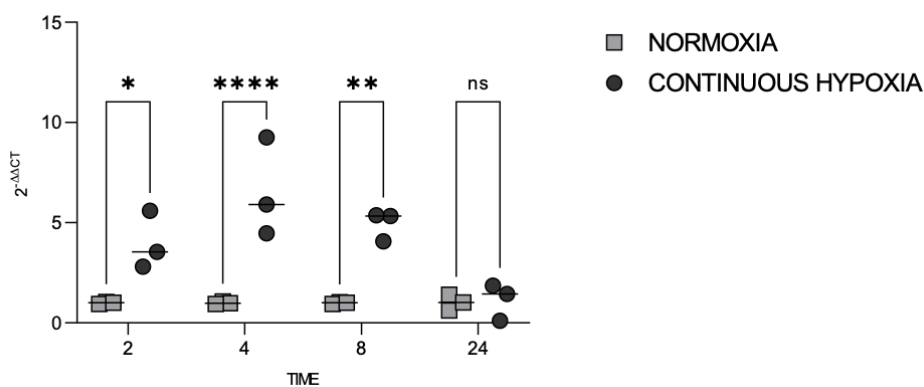 15
NORMOXIA
CONTINUOUS HYPOXIA
* **** ** ns
10
2^-ΔΔCT
5
0
2 4 8 24
TIME